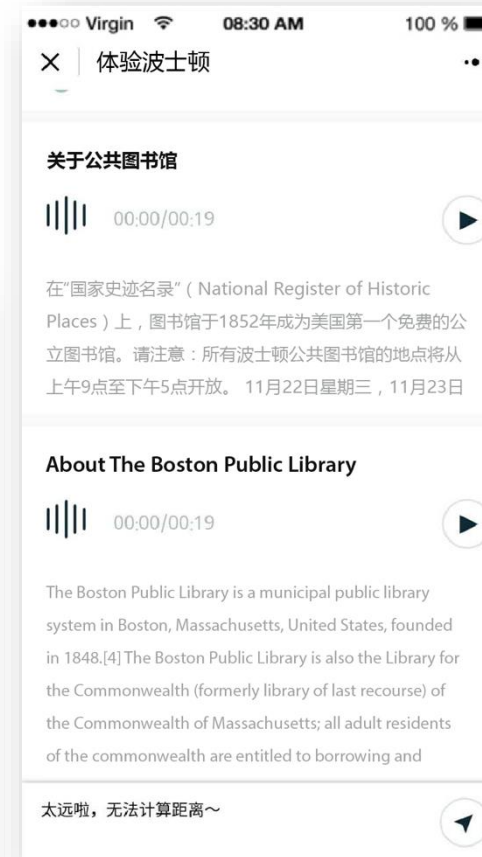 Virgin 08:30 AM 100 %
体验波士顿
关于公共图书馆
00:00/00:19
在“国家史迹名录”（National Register of Historic
Places）上，图书馆于1852年成为美国第一个免费的公
立图书馆。请注意：所有波士顿公共图书馆的地点将从
上午9点至下午5点开放。 11月22日星期三，11月23日
About The Boston Public Library
00:00/00:19
The Boston Public Library is a municipal public library
system in Boston, Massachusetts, United States, founded
in 1848.[4] The Boston Public Library is also the Library for
the Commonwealth (formerly library of last recourse) of
the Commonwealth of Massachusetts; all adult residents
of the commonwealth are entitled to borrowing and
太远啦，无法计算距离～